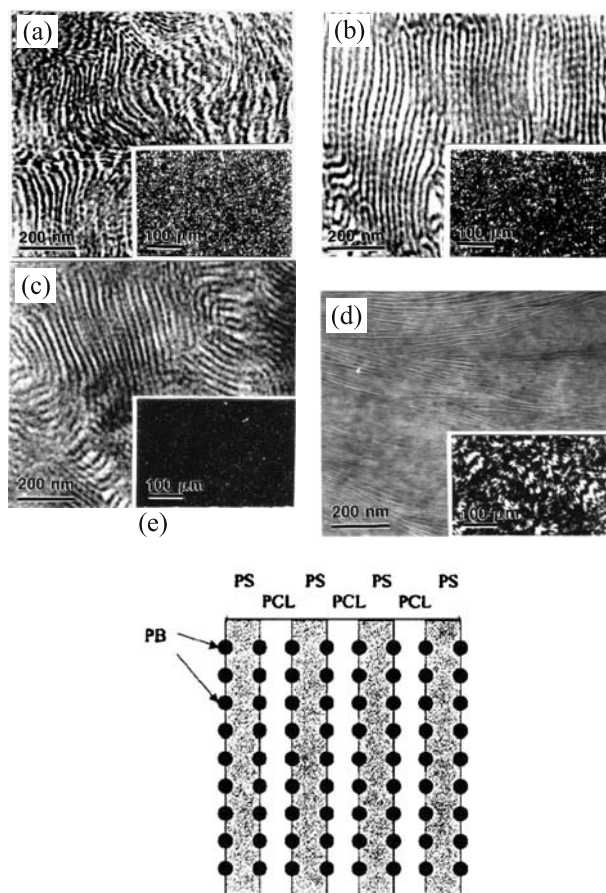 (a)
200 nm
100 μm
(b)
200 nm
100 μm
(c)
200 nm
100 μm
(d)
200 nm
100 μm
(e)
PS PS PS PS
PCL PCL PCL
PB